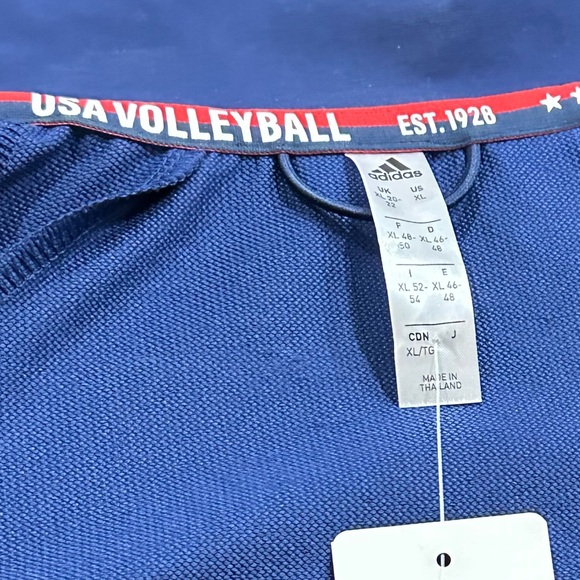 USA VOLLEYBALL EST. 1928
adidas
UK US
XL 20- XL
22
F D
XL 48- XL 46-
50 48
I E
XL 52- XL 46-
54 48
CDN J
XL/TG
MADE IN
THAILAND